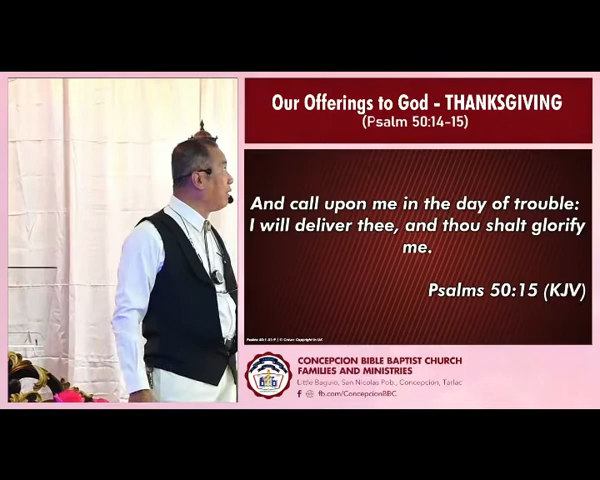 Our Offerings to God - THANKSGIVING
(Psalm 50:14-15)
And call upon me in the day of trouble:
I will deliver thee, and thou shalt glorify
me.
Psalms 50:15 (KJV)
CONCEPCION BIBLE BAPTIST CHURCH
FAMILIES AND MINISTRIES
Little Baguio, San Nicolas Pob., Concepcion, Tarlac
fb.com/ConcepcionBBC